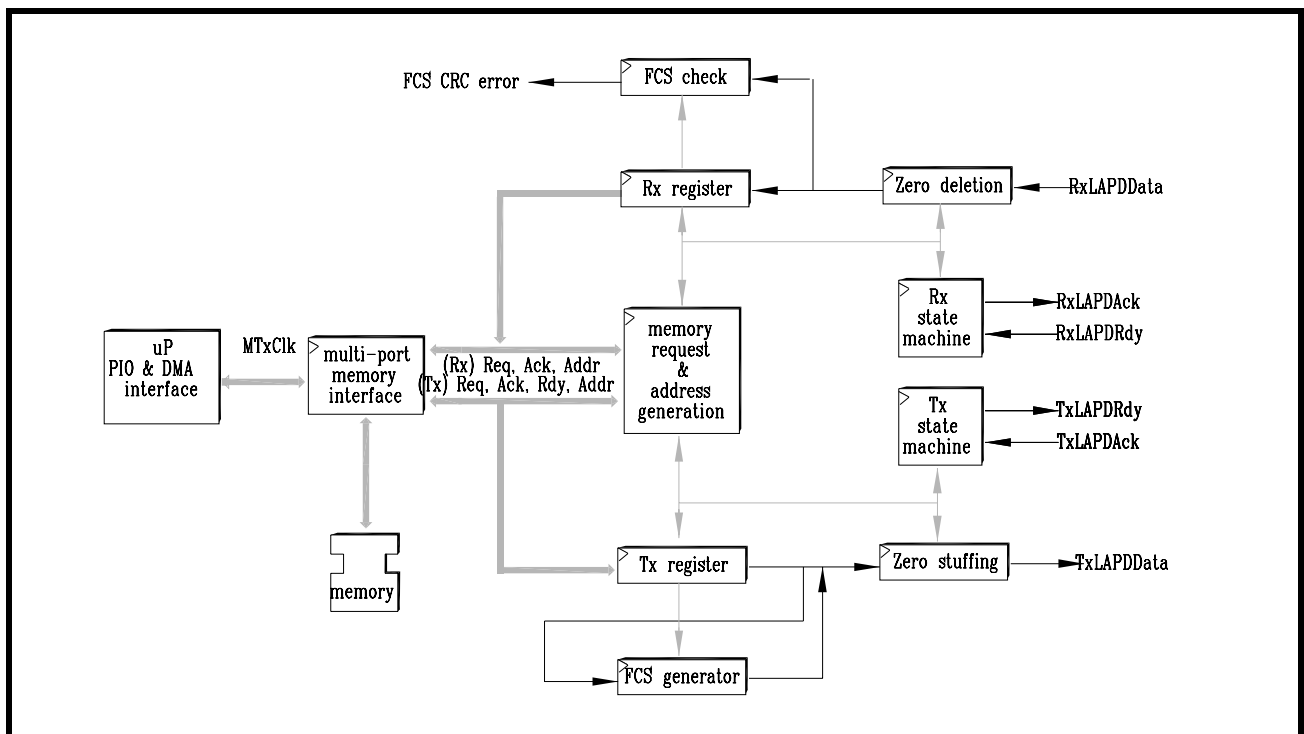 FCS CRC error
FCS check
Rx register
Zero deletion
RxLAPDData
Rx
state
machine
RxLAPDAck
RxLAPDRdy
uP
PIO & DMA
interface
MTxClk
multi-port
memory
interface
(Rx) Req, Ack, Addr
(Tx) Req, Ack, Rdy, Addr
memory
request
&
address
generation
Tx
state
machine
TxLAPDRdy
TxLAPDAck
memory
Tx register
Zero stuffing
TxLAPDData
FCS generator